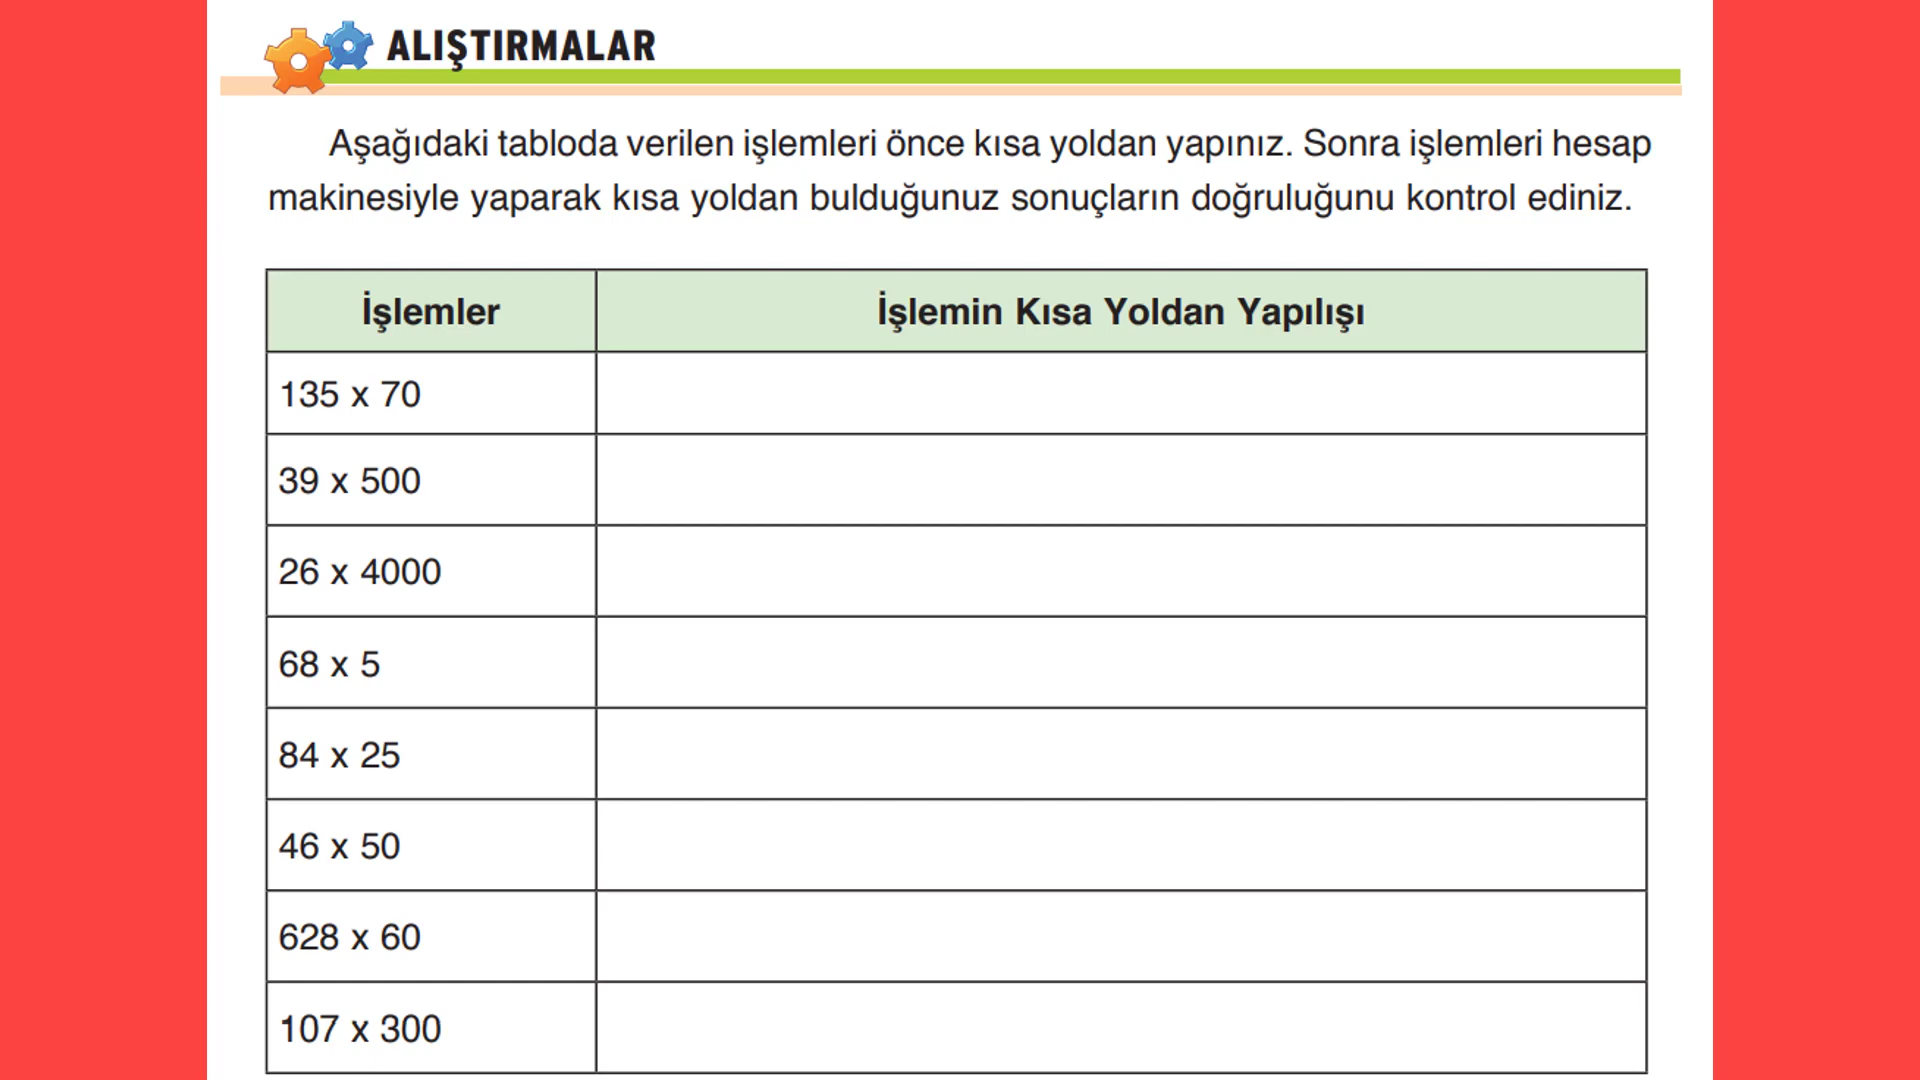 ALIŞTIRMALAR
Aşağıdaki tabloda verilen işlemleri önce kısa yoldan yapınız. Sonra işlemleri hesap
makinesiyle yaparak kısa yoldan bulduğunuz sonuçların doğruluğunu kontrol ediniz.
İşlemler İşlemin Kısa Yoldan Yapılışı
135 x 70
39 x 500
26 x 4000
68 x 5
84 x 25
46 x 50
628 x 60
107 x 300